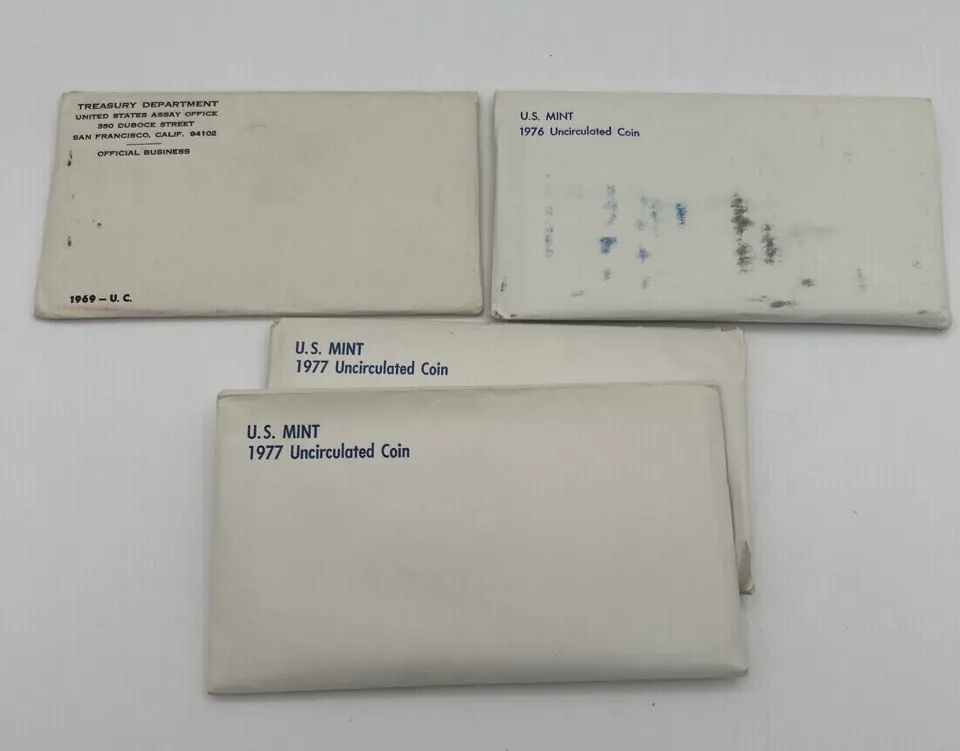 TREASURY DEPARTMENT
UNITED STATES ASSAY OFFICE
350 DUBOCE STREET
SAN FRANCISCO, CALIF. 94102
OFFICIAL BUSINESS
1969 – U. C.
U.S. MINT
1976 Uncirculated Coin
U.S. MINT
1977 Uncirculated Coin
U.S. MINT
1977 Uncirculated Coin